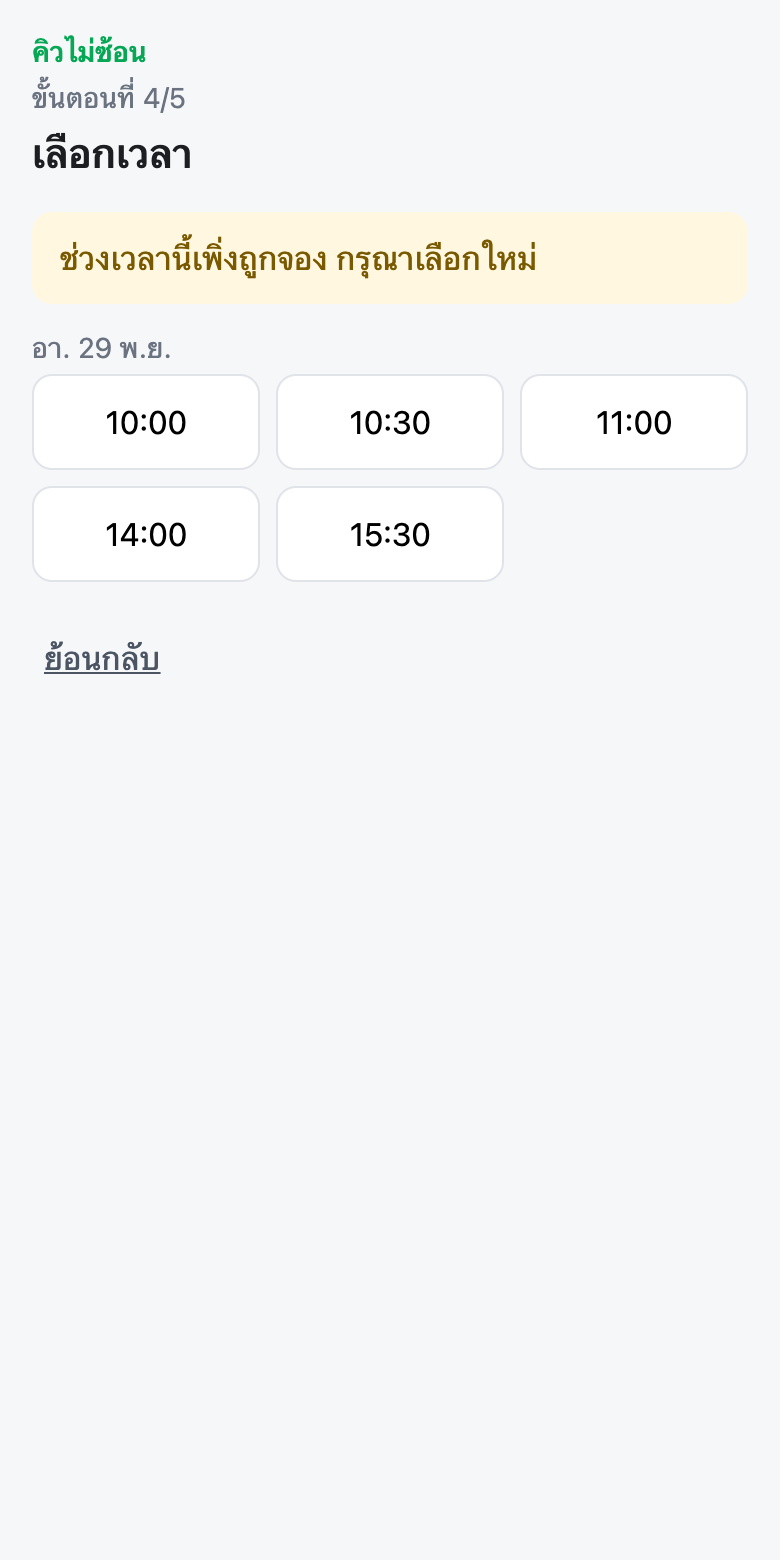 คิวไม่ซ้อน
ขั้นตอนที่ 4/5
เลือกเวลา
ช่วงเวลานี้เพิ่งถูกจอง กรุณาเลือกใหม่
อา. 29 พ.ย.
10:00 10:30 11:00
14:00 15:30
ย้อนกลับ